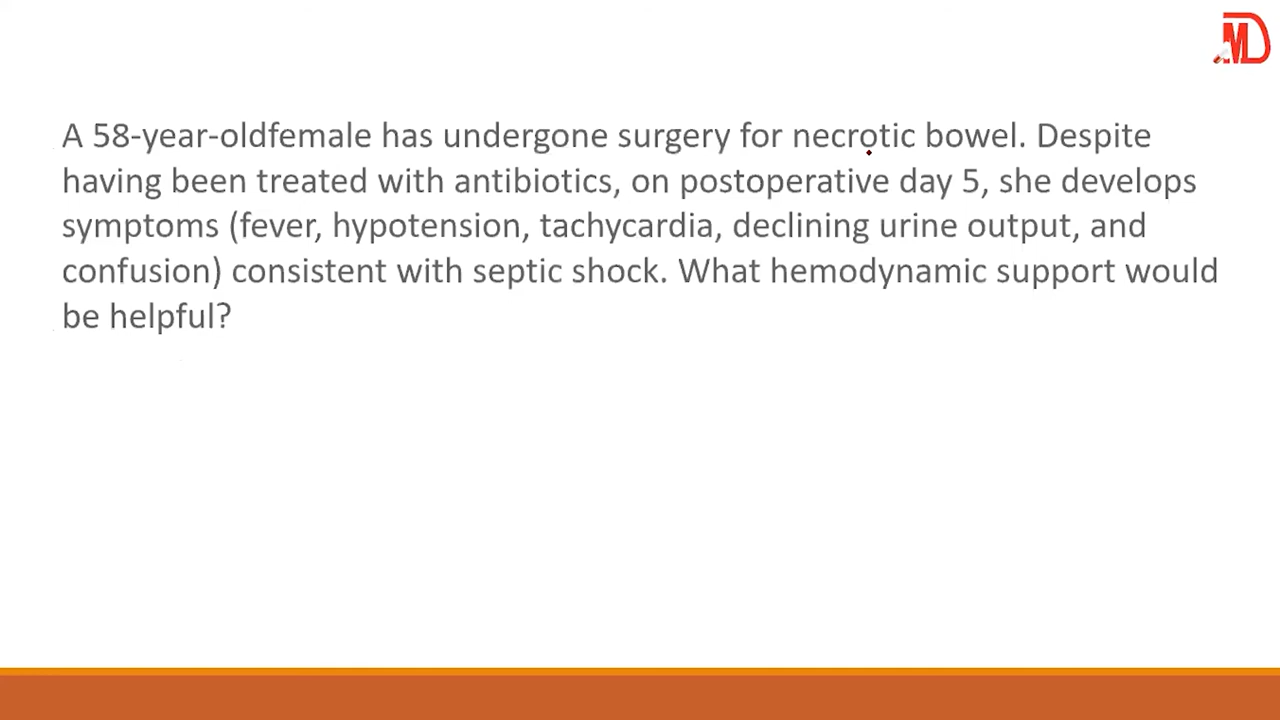 MD
A 58-year-oldfemale has undergone surgery for necrotic bowel. Despite
having been treated with antibiotics, on postoperative day 5, she develops
symptoms (fever, hypotension, tachycardia, declining urine output, and
confusion) consistent with septic shock. What hemodynamic support would
be helpful?